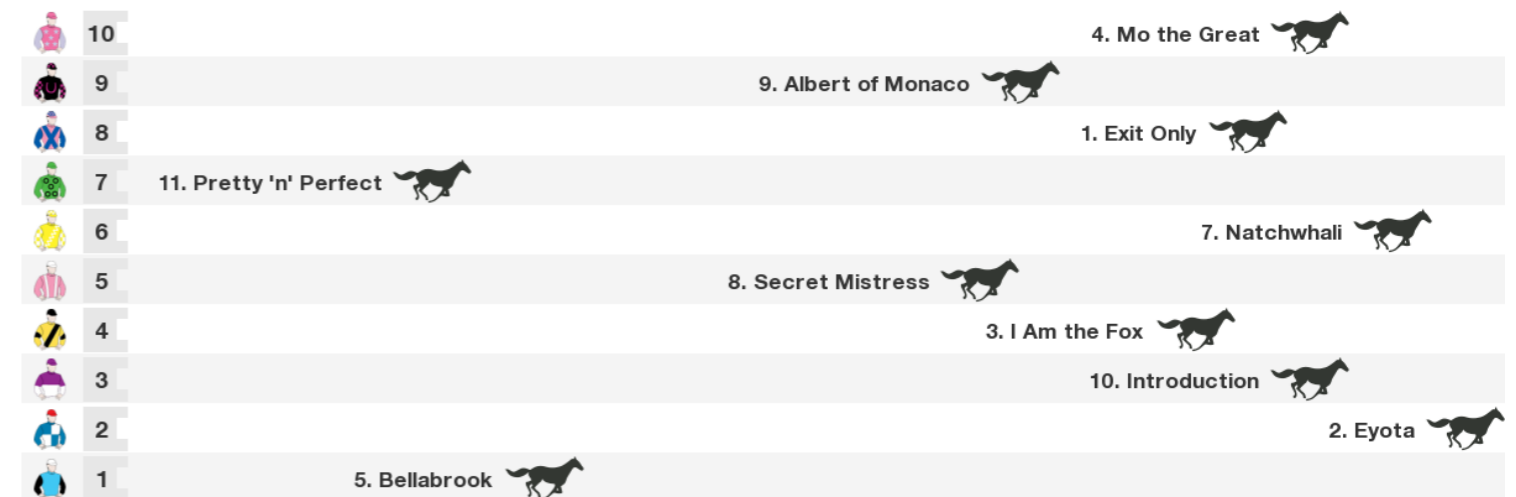 10 4. Mo the Great
9 9. Albert of Monaco
8 1. Exit Only
7 11. Pretty 'n' Perfect
6 7. Natchwhali
5 8. Secret Mistress
4 3. I Am the Fox
3 10. Introduction
2 2. Eyota
1 5. Bellabrook